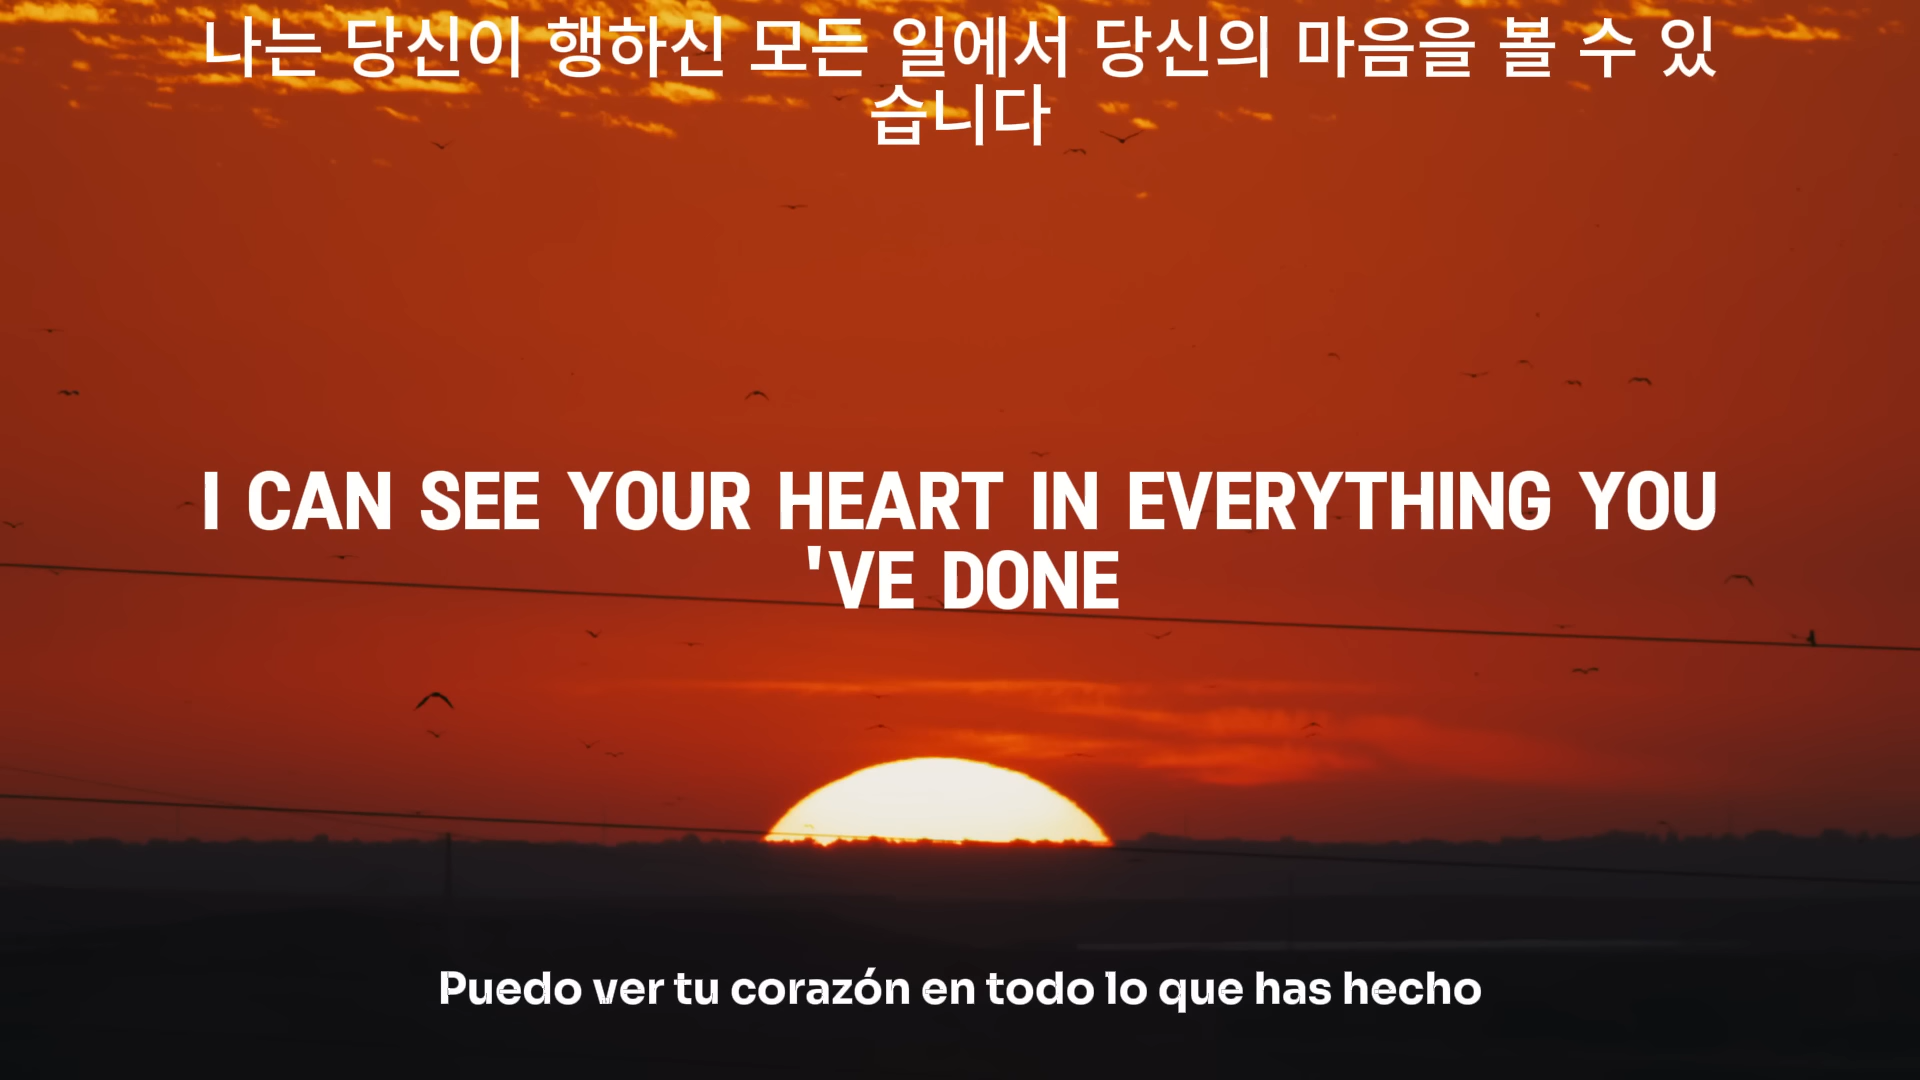 나는 당신이 행하신 모든 일에서 당신의 마음을 볼 수 있
습니다
I CAN SEE YOUR HEART IN EVERYTHING YOU
'VE DONE
Puedo ver tu corazón en todo lo que has hecho